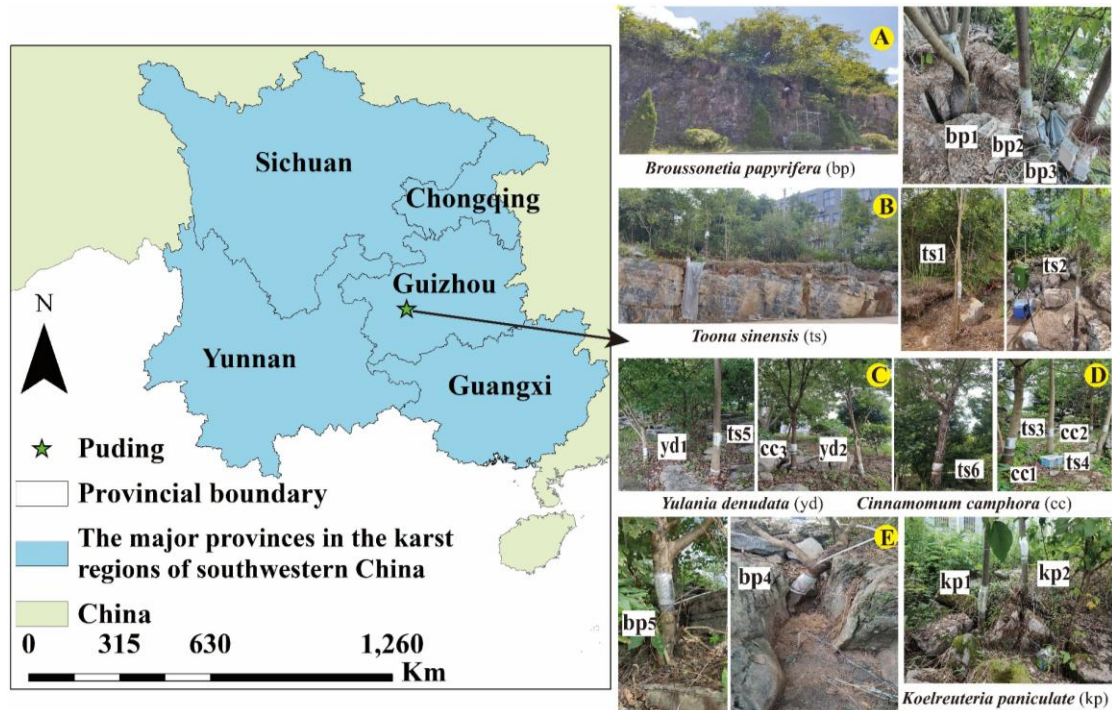 Sichuan
Chongqing
Guizhou
Yunnan
Guangxi
N
Puding
Provincial boundary
The major provinces in the karst
regions of southwestern China
China
0 315 630 1,260
Km
A
bp1
bp2
bp3
Broussonetia papyrifera (bp)
B
ts1
ts2
Toona sinensis (ts)
C
D
yd1
ts5
cc3
yd2
ts6
ts3
cc2
cc1
ts4
Yulania denudata (yd)
Cinnamomum camphora (cc)
E
bp5
bp4
kp1
kp2
Koelreuteria paniculate (kp)